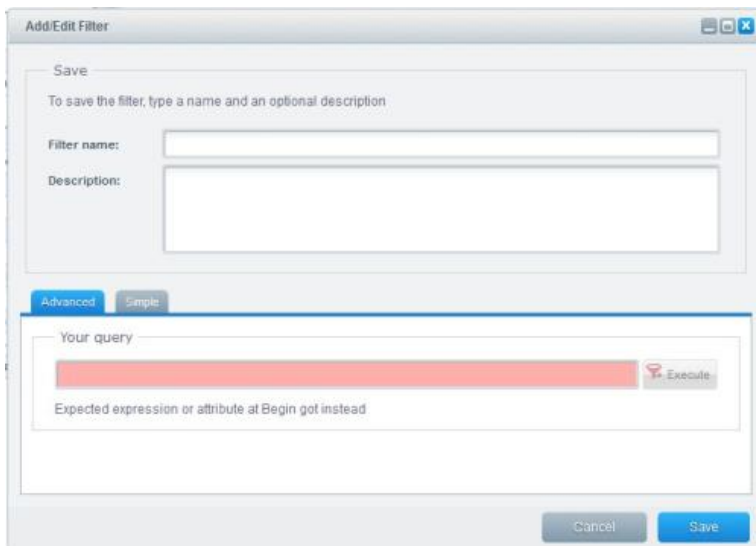 Add/Edit Filter
Save
To save the filter, type a name and an optional description
Filter name:
Description:
Advanced
Simple
Your query
Execute
Expected expression or attribute at Begin got instead
Cancel
Save